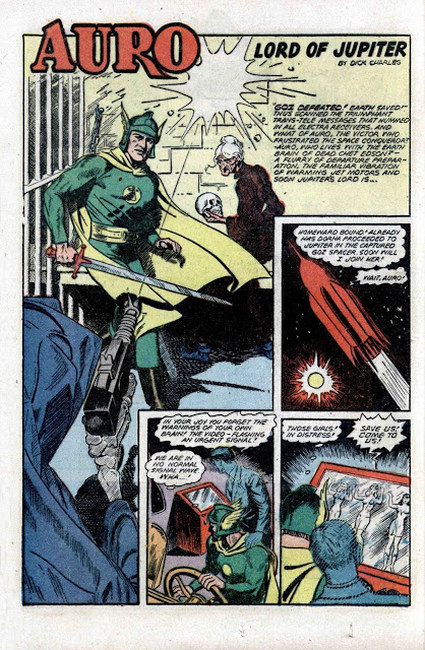 AURO
LORD OF JUPITER
BY DICK CHARLES
"GOZ DEFEATED! EARTH SAVED!"
THUS SCANNED THE TRIUMPHANT
TRANS-TELE MESSAGES THAT HUMMED
IN ALL ELECTRA RECEIVERS. AND
WHAT OF AURO, THE VICTOR WHO
FRUSTRATED THE SPACE CONQUEROR?
AURO, WHO LIVES WITH THE EARTH
BRAIN OF DEAD CHET EDSON?
A FLURRY OF DEPARTURE PREPAR-
ATION, THE FAMILIAR VIBRATION
OF WARMING JET MOTORS AND
SOON JUPITER'S LORD IS...
HOMEWARD BOUND! ALREADY
HAS DORNA PROCEEDED TO
JUPITER IN THE CAPTURED
GOZ SPACER. SOON WILL
I JOIN HER!
WAIT, AURO!
IN YOUR JOY YOU FORGET THE
WARNINGS OF YOUR OWN
BRAIN! THE VIDEO - FLASHING
AN URGENT SIGNAL!
WE ARE IN
NO NORMAL
SIGNAL WAVE
WHA...!
THOSE GIRLS!
IN DISTRESS!
SAVE US!
COME TO
US!